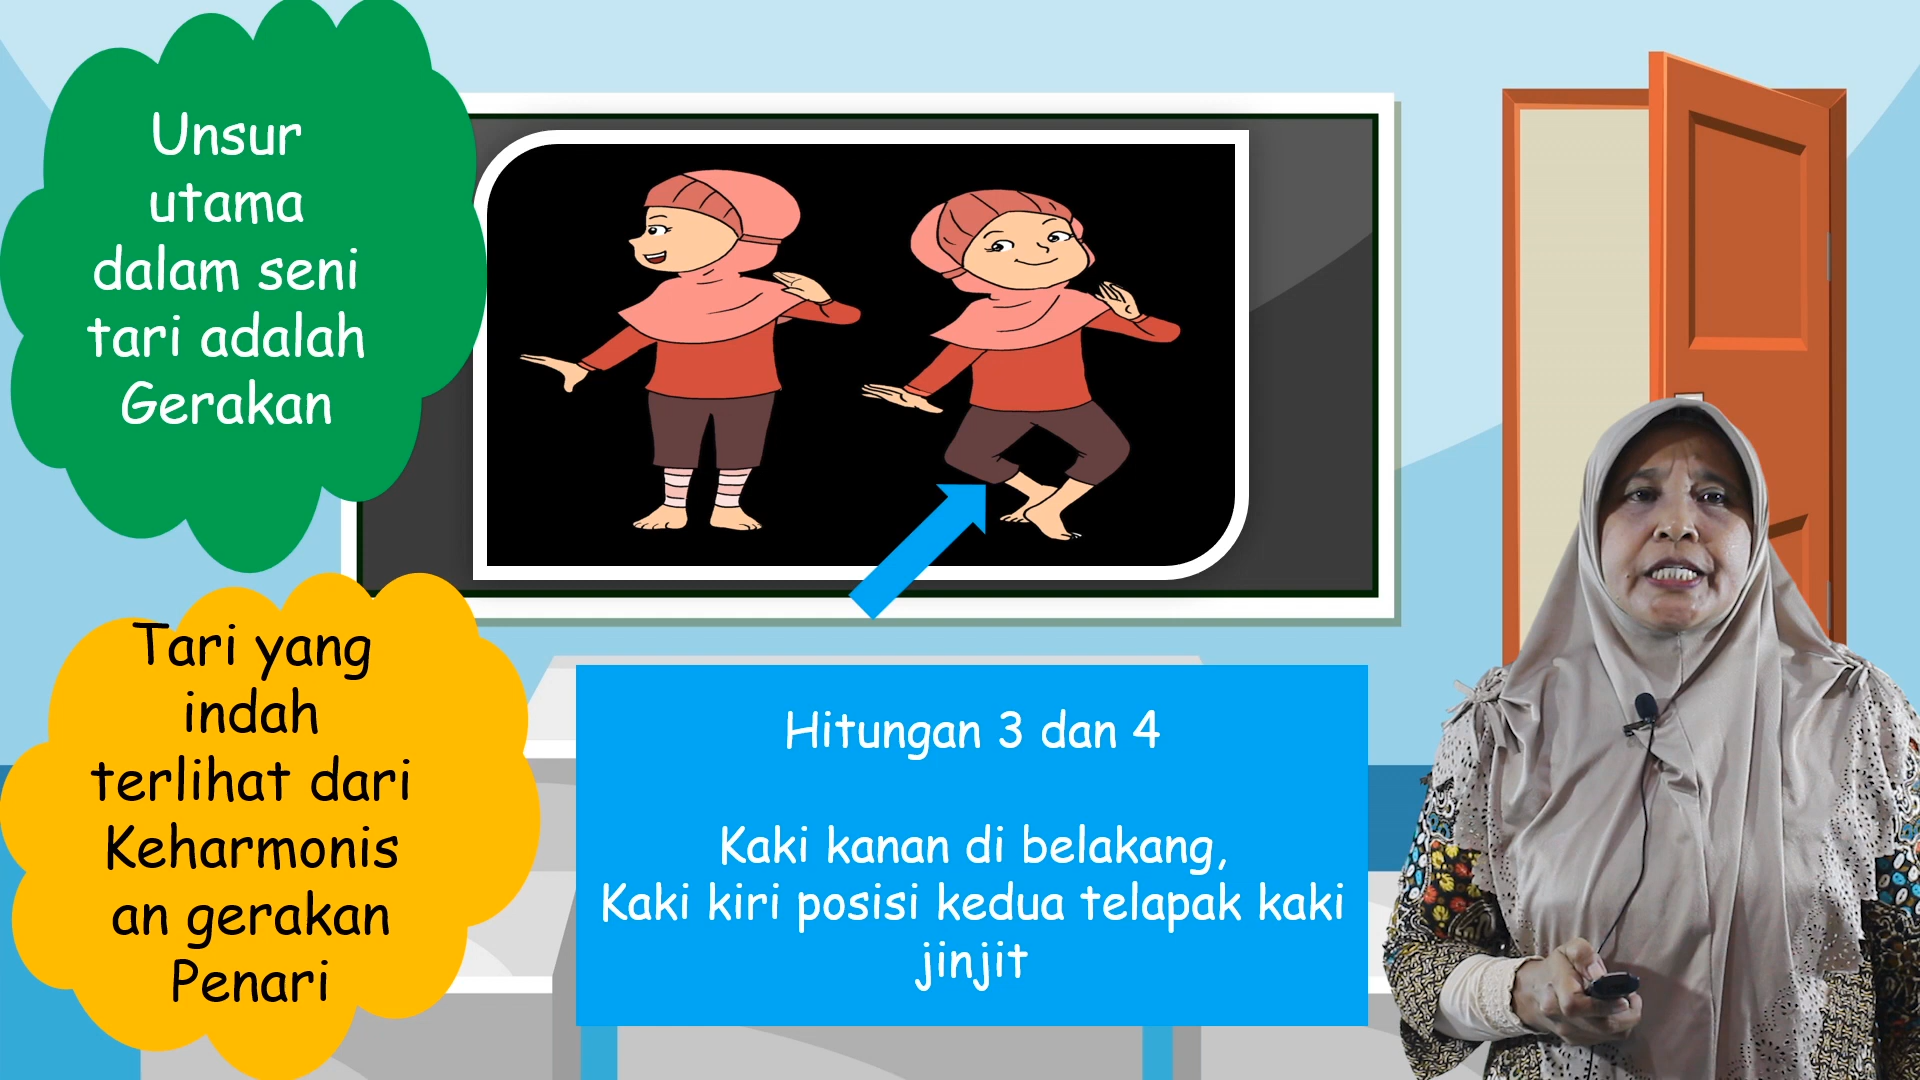 Unsur
utama
dalam seni
tari adalah
Gerakan
Tari yang
indah
terlihat dari
Keharmonis
an gerakan
Penari
Hitungan 3 dan 4
Kaki kanan di belakang,
Kaki kiri posisi kedua telapak kaki
jinjit